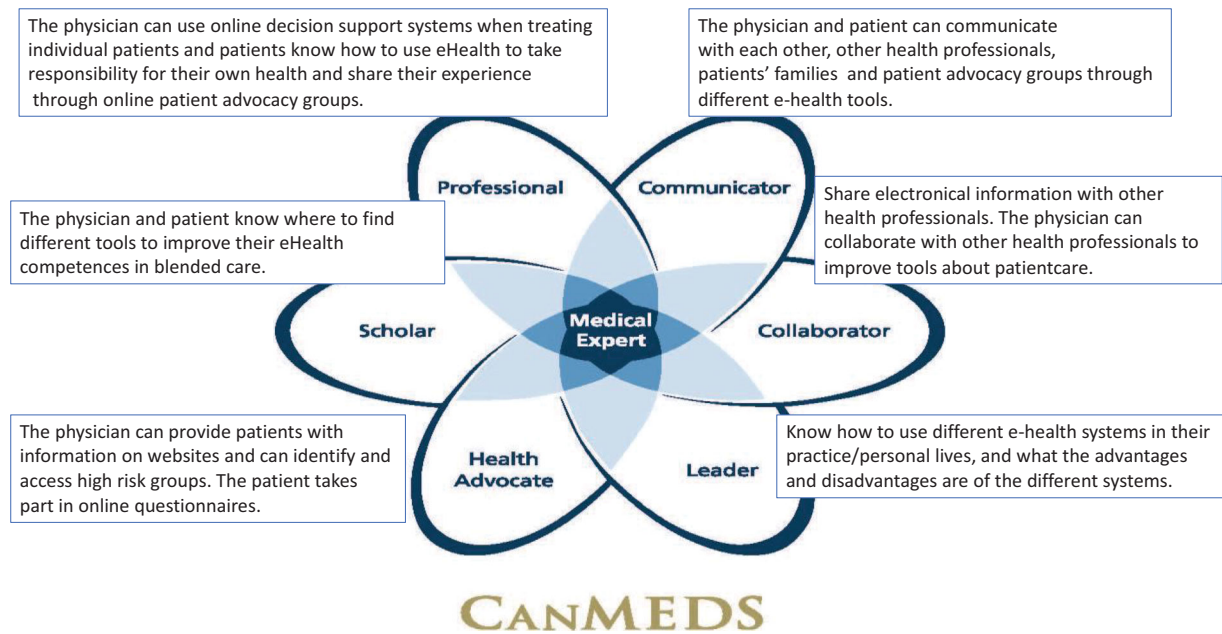 The physician can use online decision support systems when treating
individual patients and patients know how to use eHealth to take
responsibility for their own health and share their experience
through online patient advocacy groups.
The physician and patient can communicate
with each other, other health professionals,
patients’ families and patient advocacy groups through
different e-health tools.
Professional
Communicator
The physician and patient know where to find
different tools to improve their eHealth
competences in blended care.
Share electronical information with other
health professionals. The physician can
collaborate with other health professionals to
improve tools about patientcare.
Scholar
Medical
Expert
Collaborator
The physician can provide patients with
information on websites and can identify and
access high risk groups. The patient takes
part in online questionnaires.
Health
Advocate
Leader
Know how to use different e-health systems in their
practice/personal lives, and what the advantages
and disadvantages are of the different systems.
CANMEDS